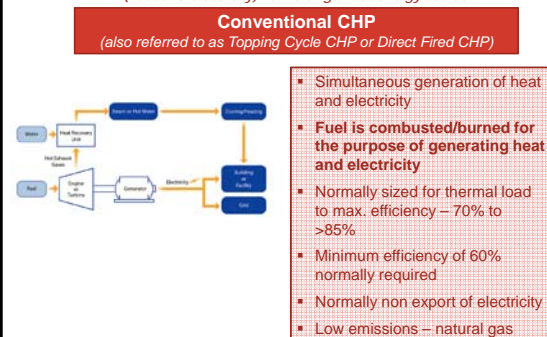 Conventional CHP
(also referred to as Topping Cycle CHP or Direct Fired CHP)
Steam or Hot Water
Cooling/Heating
Water
Heat Recovery
Unit
Hot Exhaust
Gases
Fuel
Engine
or
Turbine
Generator
Electricity
Building
or
Facility
Grid
▪ Simultaneous generation of heat
and electricity
▪ Fuel is combusted/burned for
the purpose of generating heat
and electricity
▪ Normally sized for thermal load
to max. efficiency – 70% to
>85%
▪ Minimum efficiency of 60%
normally required
▪ Normally non export of electricity
▪ Low emissions – natural gas